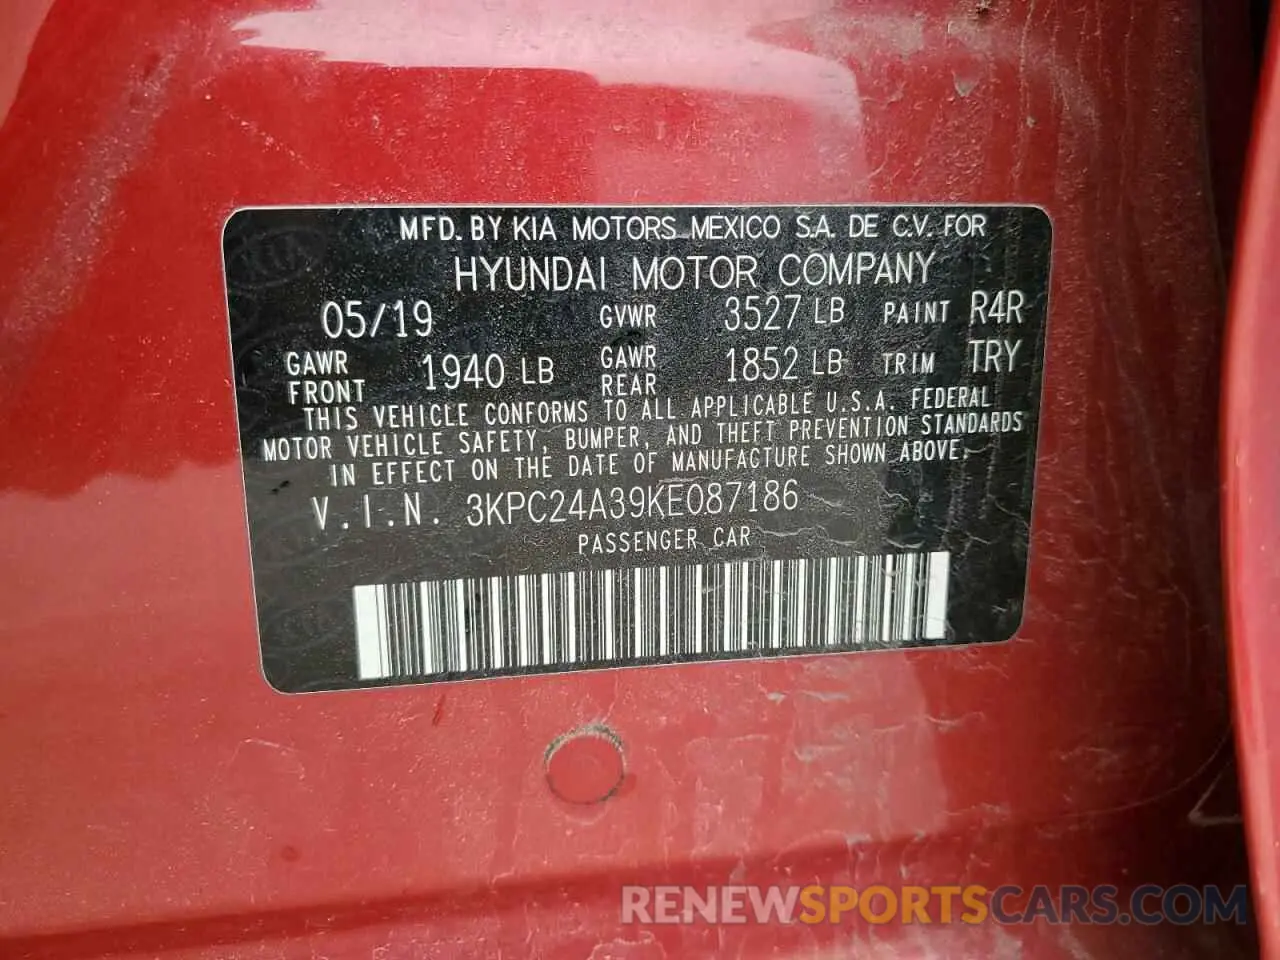 MFD. BY KIA MOTORS MEXICO S.A. DE C.V. FOR
HYUNDAI MOTOR COMPANY
05/19 GVWR 3527 LB PAINT R4R
GAWR FRONT 1940 LB GAWR REAR 1852 LB TRIM TRY
THIS VEHICLE CONFORMS TO ALL APPLICABLE U.S.A. FEDERAL
MOTOR VEHICLE SAFETY, BUMPER, AND THEFT PREVENTION STANDARDS
IN EFFECT ON THE DATE OF MANUFACTURE SHOWN ABOVE.
V.I.N. 3KPC24A39KE087186
PASSENGER CAR
RENEWSPORTSCARS.COM